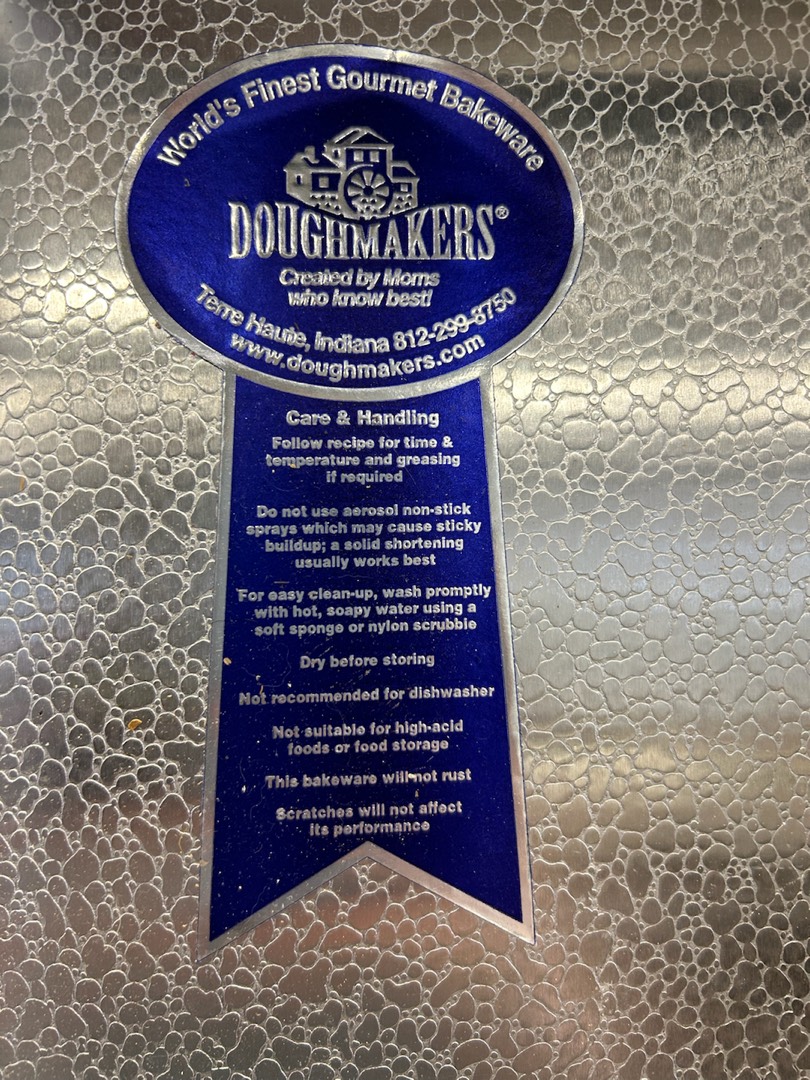 World's Finest Gourmet Bakeware
DOUGHMAKERS®
Created by Moms
who know best!
Terre Haute, Indiana 812-299-8750
www.doughmakers.com
Care & Handling
Follow recipe for time &
temperature and greasing
if required
Do not use aerosol non-stick
sprays which may cause sticky
buildup; a solid shortening
usually works best
For easy clean-up, wash promptly
with hot, soapy water using a
soft sponge or nylon scrubbie
Dry before storing
Not recommended for dishwasher
Not suitable for high-acid
foods or food storage
This bakeware will not rust
Scratches will not affect
its performance